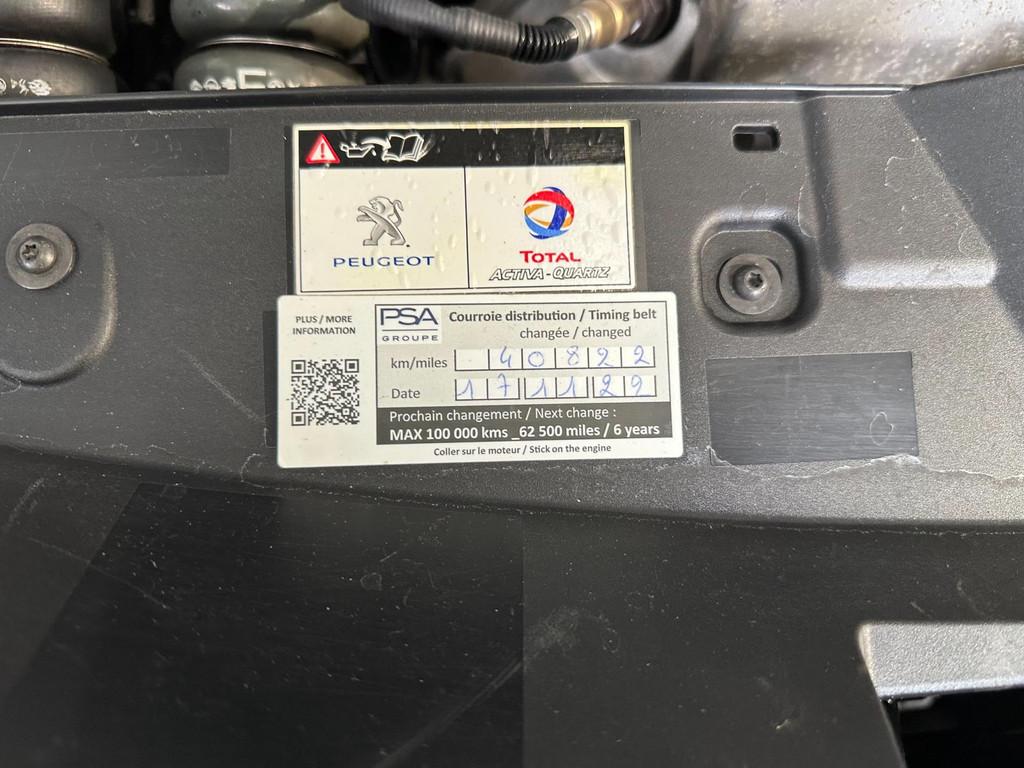 PEUGEOT
TOTAL
ACTIVA-QUARTZ
PLUS / MORE
INFORMATION
PSA
GROUPE
Courroie distribution / Timing belt
changée / changed
km/miles 40822
Date 171122
Prochain changement / Next change :
MAX 100 000 kms _62 500 miles / 6 years
Coller sur le moteur / Stick on the engine